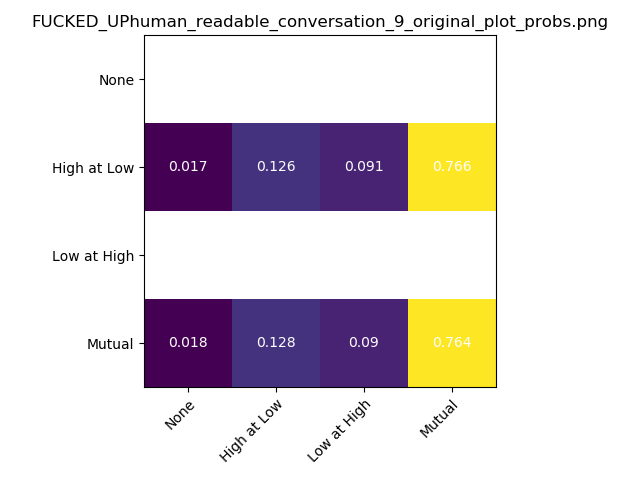 FUCKED_UPhuman_readable_conversation_9_original_plot_probs.png
None
High at Low 0.017 0.126 0.091 0.766
Low at High
Mutual 0.018 0.128 0.09 0.764
None High at Low Low at High Mutual